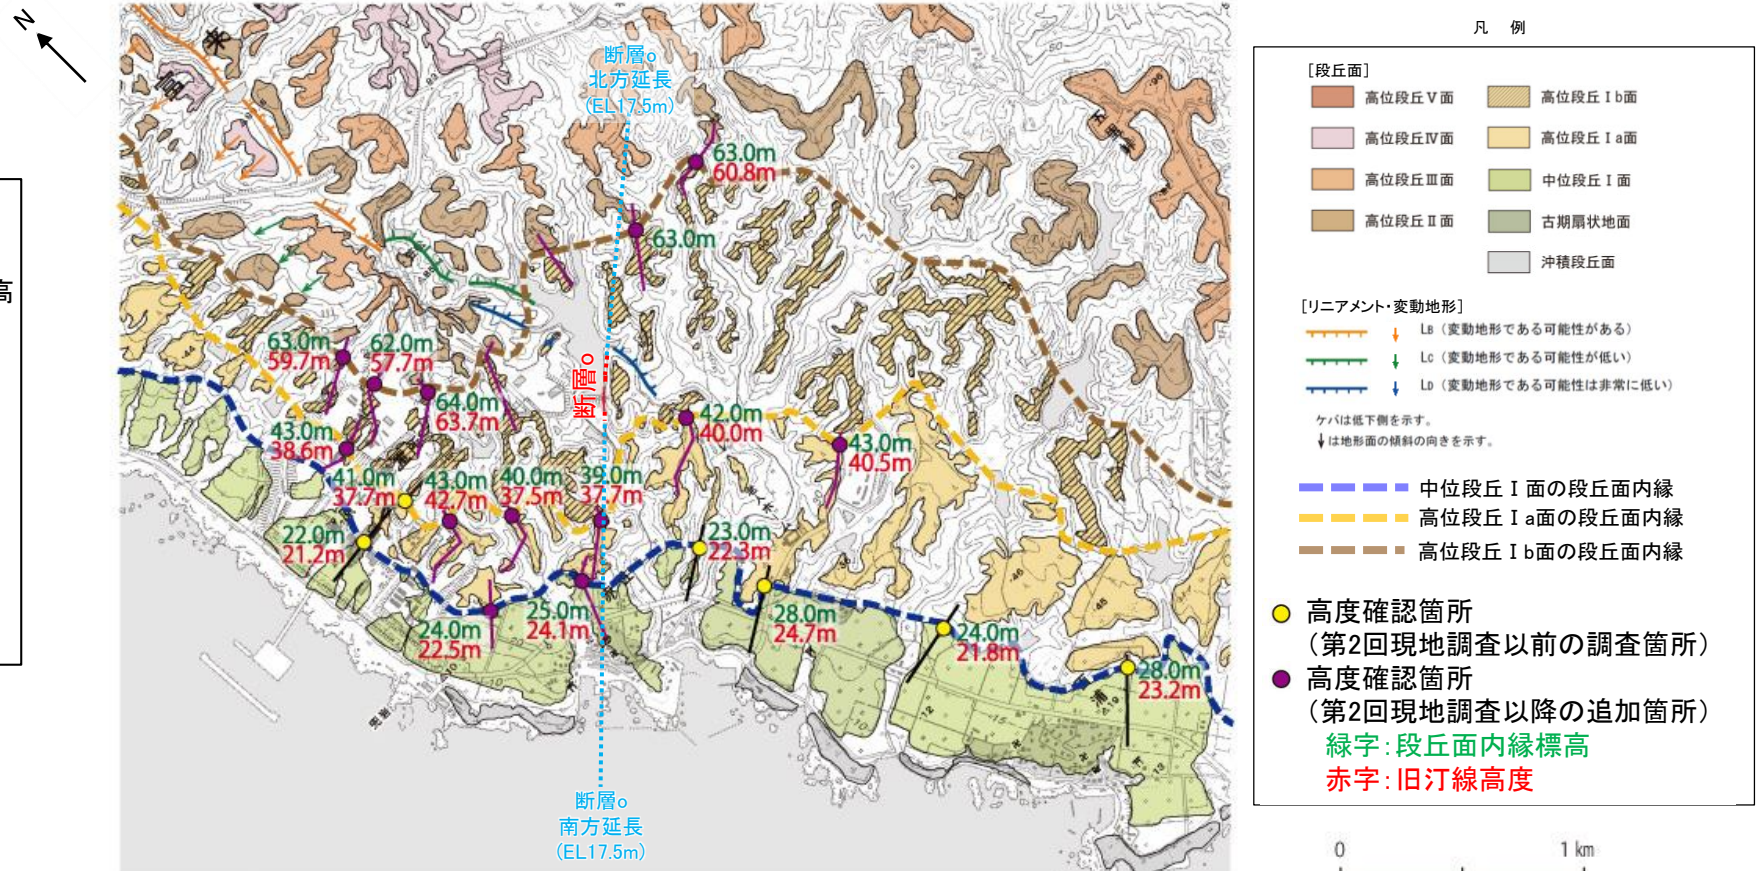 N
高
断層o
北方延長
(EL17.5m)
63.0m
60.8m
63.0m
63.0m
59.7m
62.0m
57.7m
64.0m
63.7m
断層o
42.0m
40.0m
43.0m
40.5m
43.0m
38.6m
41.0m
37.7m
43.0m
42.7m
40.0m
37.5m
39.0m
37.7m
22.0m
21.2m
23.0m
22.3m
24.0m
22.5m
25.0m
24.1m
28.0m
24.7m
24.0m
21.8m
28.0m
23.2m
断層o
南方延長
(EL17.5m)
凡 例
[段丘面]
高位段丘Ⅴ面
高位段丘Ⅰb面
高位段丘Ⅳ面
高位段丘Ⅰa面
高位段丘Ⅲ面
中位段丘Ⅰ面
高位段丘Ⅱ面
古期扇状地面
沖積段丘面
[リニアメント・変動地形]
LB (変動地形である可能性がある)
LC (変動地形である可能性が低い)
LD (変動地形である可能性は非常に低い)
ケバは低下側を示す。
↓は地形面の傾斜の向きを示す。
中位段丘Ⅰ面の段丘面内縁
高位段丘Ⅰa面の段丘面内縁
高位段丘Ⅰb面の段丘面内縁
高度確認箇所
(第2回現地調査以前の調査箇所)
高度確認箇所
(第2回現地調査以降の追加箇所)
緑字:段丘面内縁標高
赤字:旧汀線高度
0 1 km